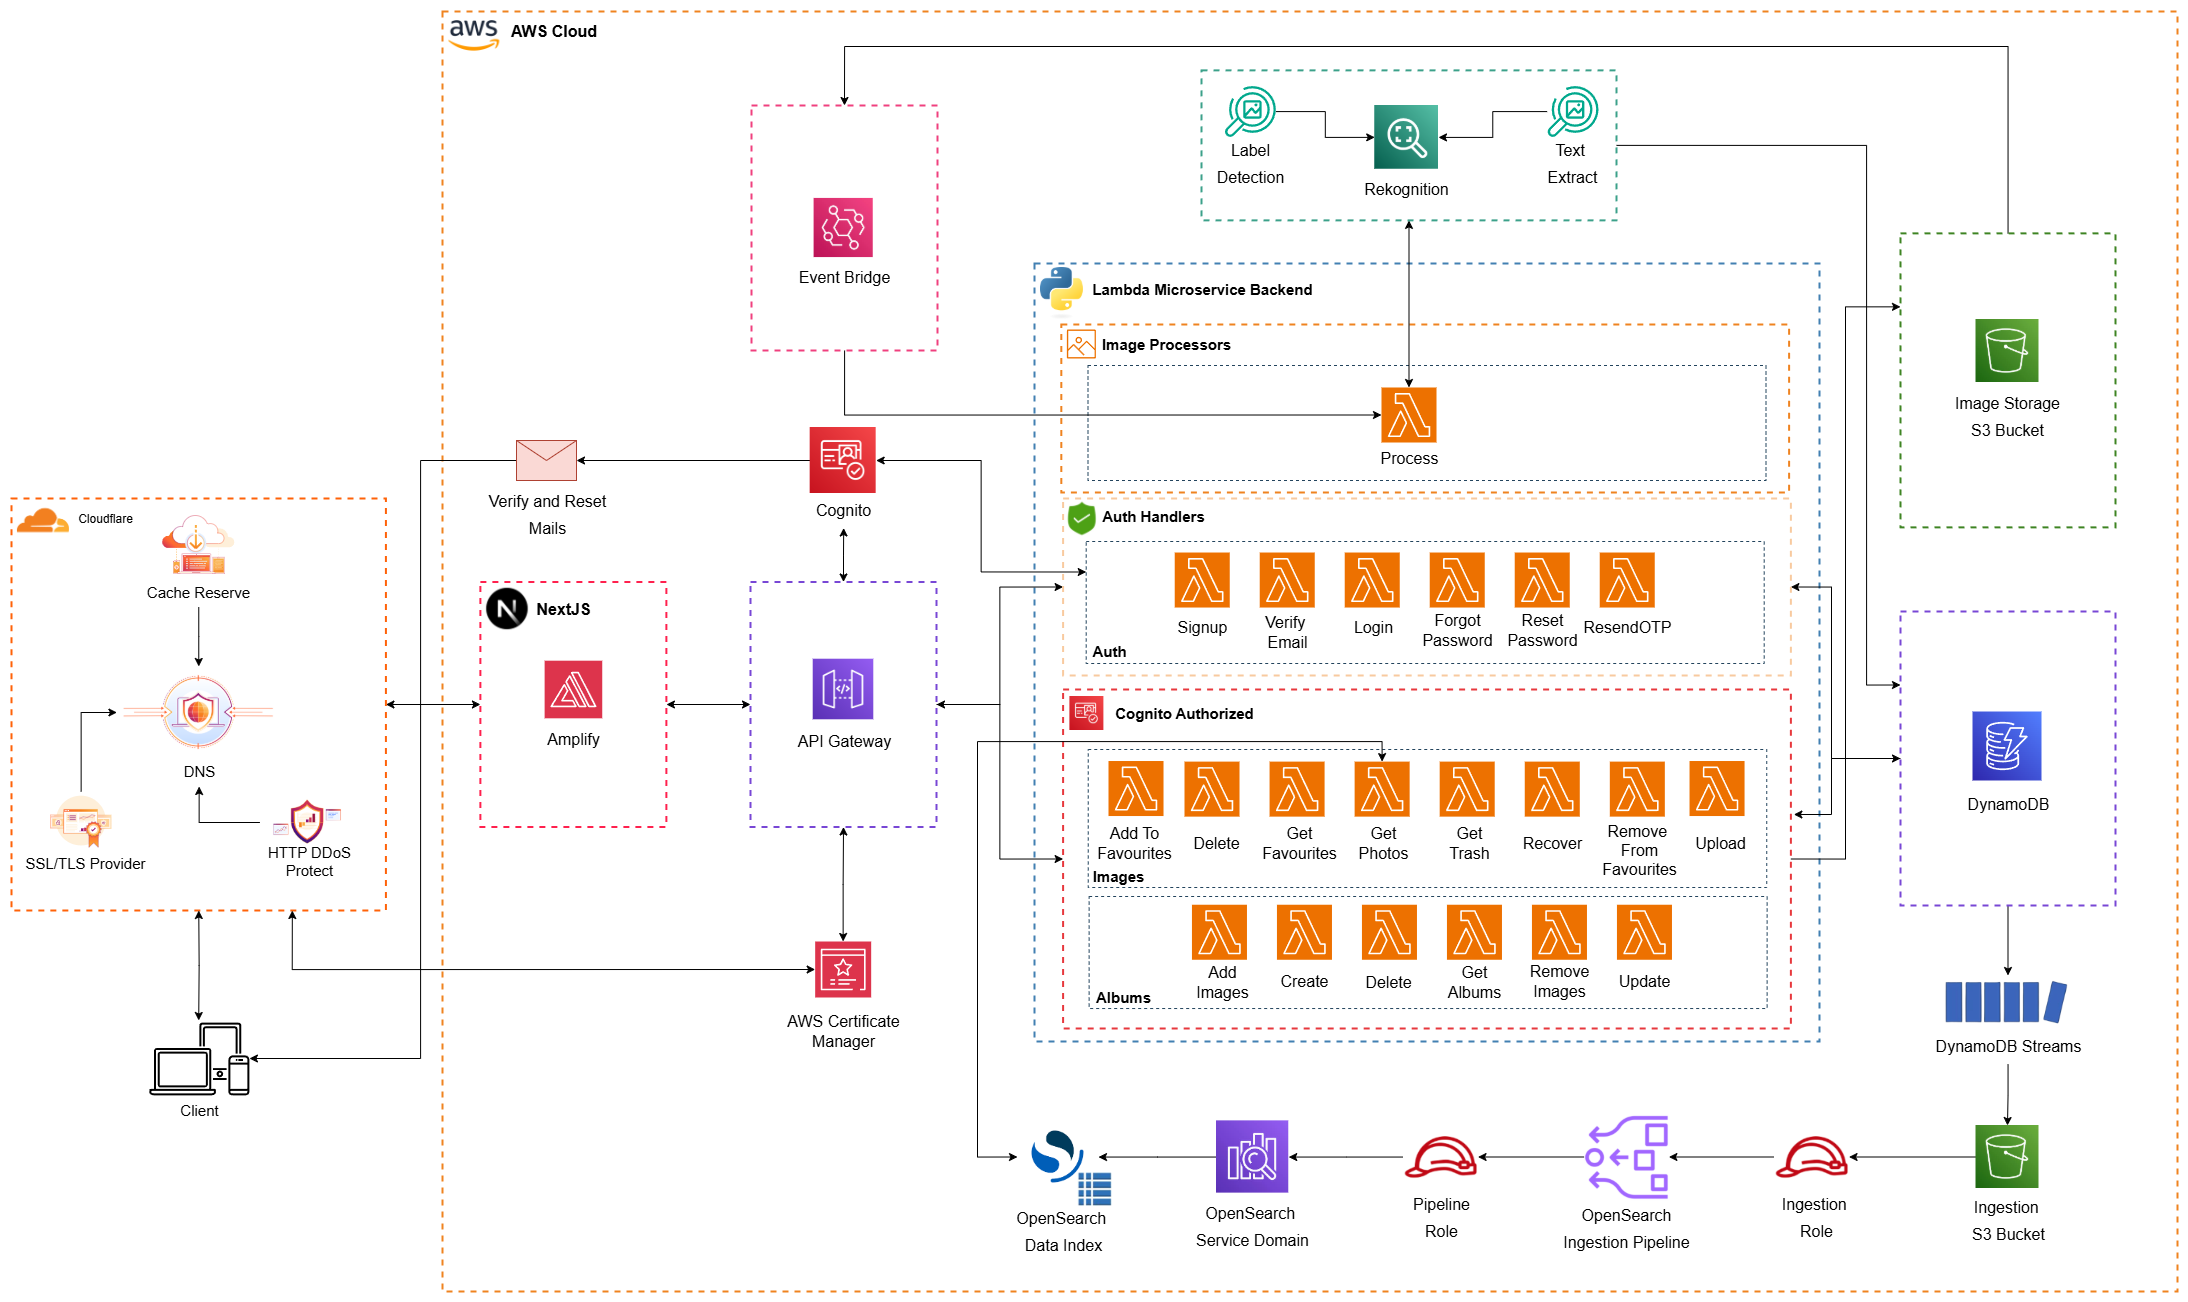 aws
AWS Cloud
Label
Detection
Rekognition
Text
Extract
Event Bridge
Lambda Microservice Backend
Image Processors
Process
Image Storage
S3 Bucket
Verify and Reset
Mails
Cognito
Cloudflare
Cache Reserve
DNS
SSL/TLS Provider
HTTP DDoS
Protect
N
NextJS
Amplify
API Gateway
AWS Certificate
Manager
Client
Auth Handlers
Signup
Verify
Email
Login
Forgot
Password
Reset
Password
ResendOTP
Auth
Cognito Authorized
Add To
Favourites
Delete
Get
Favourites
Get
Photos
Get
Trash
Recover
Remove
From
Favourites
Upload
Images
Add
Images
Create
Delete
Get
Albums
Remove
Images
Update
Albums
DynamoDB
DynamoDB Streams
OpenSearch
Data Index
OpenSearch
Service Domain
Pipeline
Role
OpenSearch
Ingestion Pipeline
Ingestion
Role
Ingestion
S3 Bucket